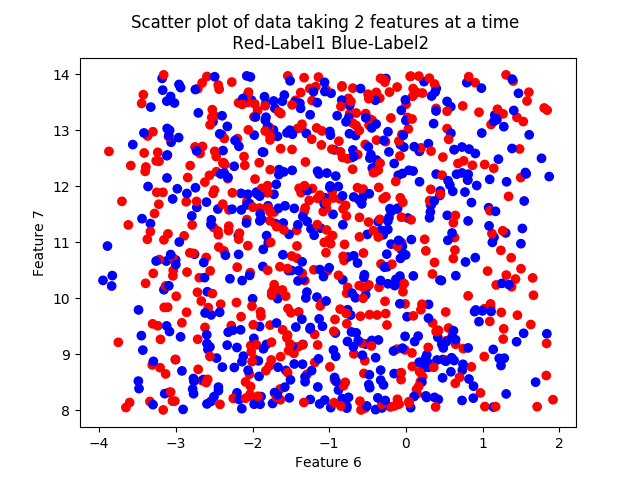 Scatter plot of data taking 2 features at a time
Red-Label1 Blue-Label2
14
13
12
11
10
9
8
Feature 7
−4 −3 −2 −1 0 1 2
Feature 6